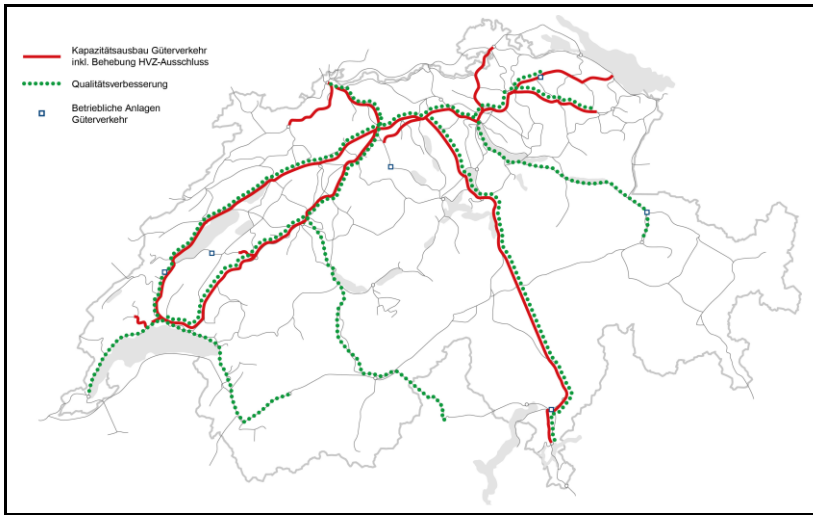 Kapazitätsausbau Güterverkehr
inkl. Behebung HVZ-Ausschluss
Qualitätsverbesserung
Betriebliche Anlagen
Güterverkehr